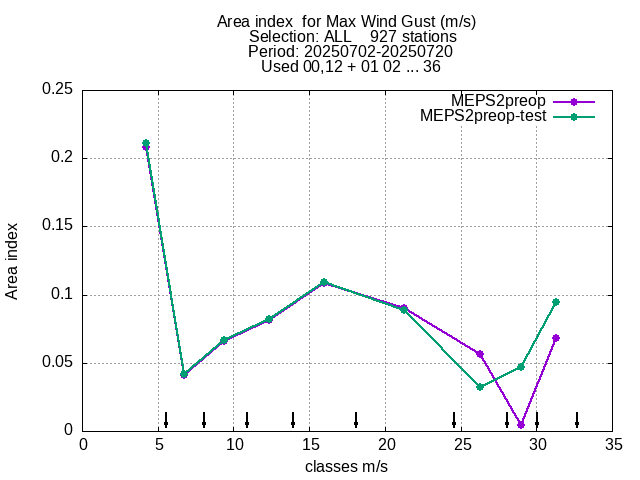 Area index  for Max Wind Gust (m/s)
Selection: ALL    927 stations
Period: 20250702-20250720
Used 00,12 + 01 02 ... 36
MEPS2preop
MEPS2preop-test
0.25
0.2
0.15
0.1
0.05
0
Area index
0 5 10 15 20 25 30 35
classes m/s